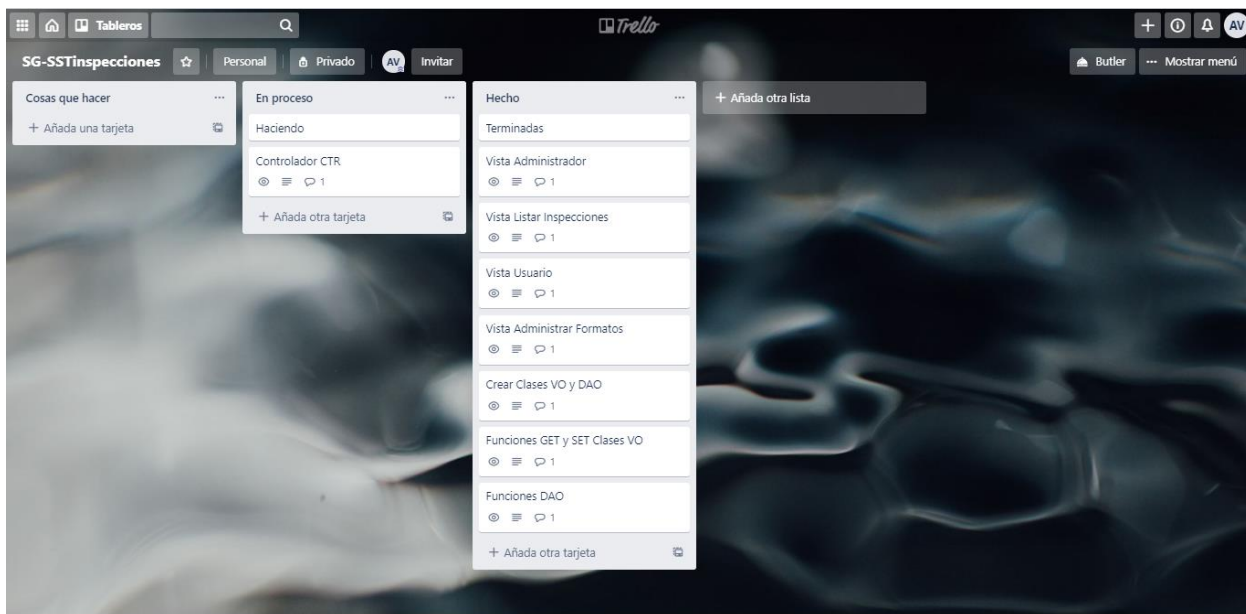 Tableros
Trello
AV
SG-SSTinspecciones
Personal
Privado
AV
Invitar
Butler
Mostrar menú
Cosas que hacer
+ Añada una tarjeta
En proceso
Haciendo
Controlador CTR
1
+ Añada otra tarjeta
Hecho
Terminadas
Vista Administrador
1
Vista Listar Inspecciones
1
Vista Usuario
1
Vista Administrar Formatos
1
Crear Clases VO y DAO
1
Funciones GET y SET Clases VO
1
Funciones DAO
1
+ Añada otra tarjeta
+ Añada otra lista